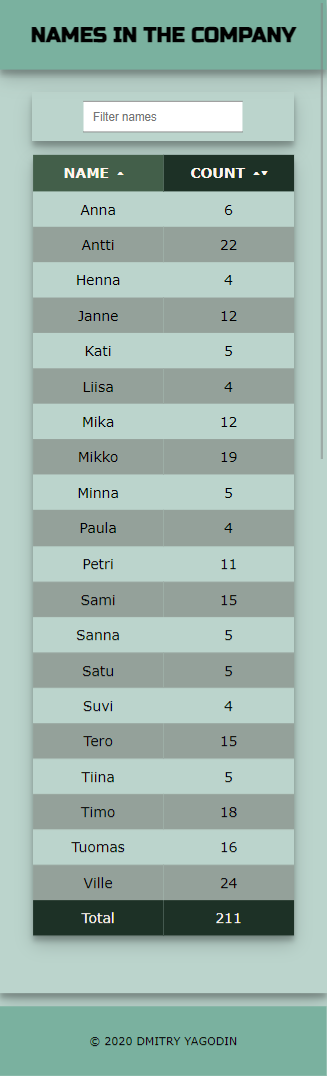 NAMES IN THE COMPANY
Filter names
NAME COUNT
Anna 6
Antti 22
Henna 4
Janne 12
Kati 5
Liisa 4
Mika 12
Mikko 19
Minna 5
Paula 4
Petri 11
Sami 15
Sanna 5
Satu 5
Suvi 4
Tero 15
Tiina 5
Timo 18
Tuomas 16
Ville 24
Total 211
© 2020 DMITRY YAGODIN